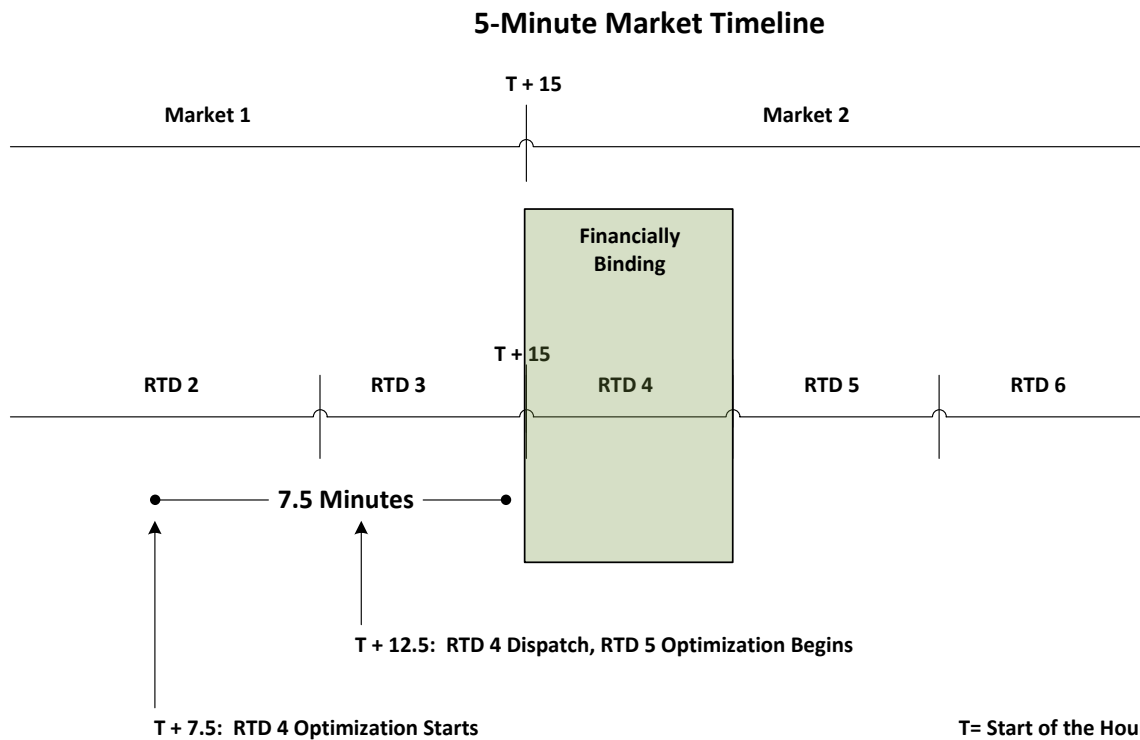 5-Minute Market Timeline
T + 15
Market 1
Market 2
Financially
Binding
T + 15
RTD 2
RTD 3
RTD 4
RTD 5
RTD 6
7.5 Minutes
T + 12.5: RTD 4 Dispatch, RTD 5 Optimization Begins
T + 7.5: RTD 4 Optimization Starts
T= Start of the Hou